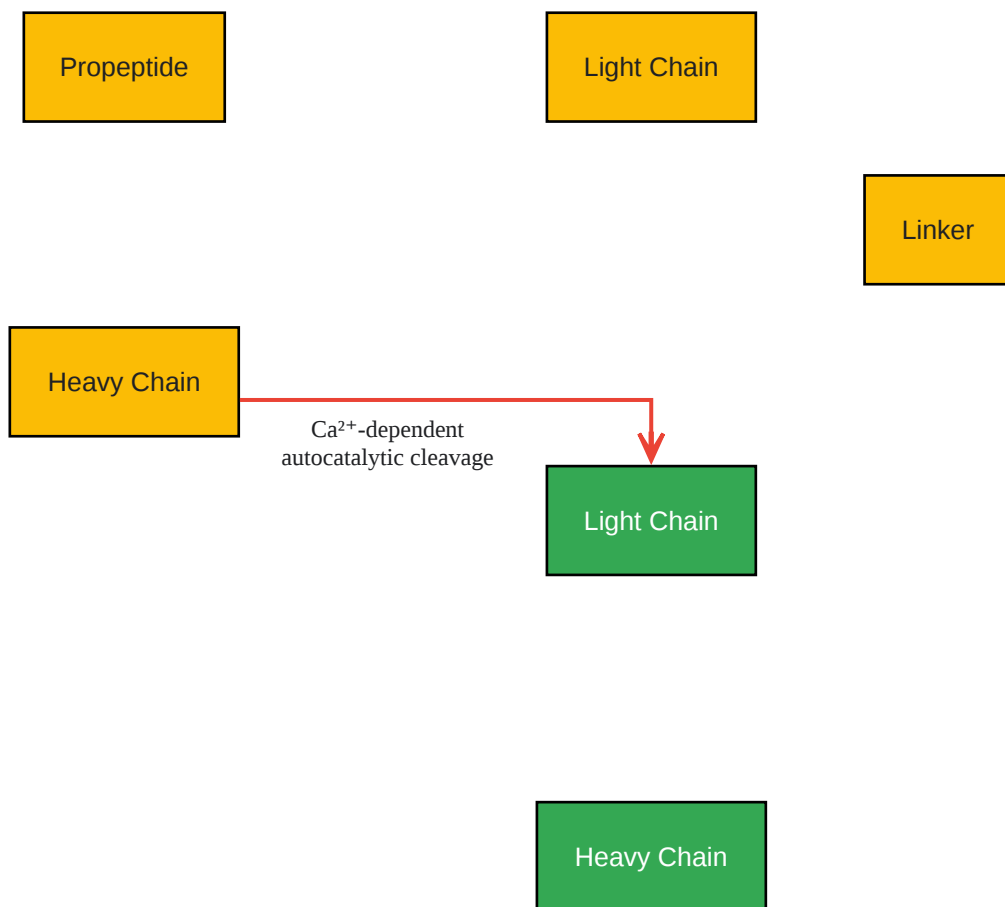 Propeptide
Light Chain
Linker
Heavy Chain
Ca²⁺-dependent
autocatalytic cleavage
Light Chain
Heavy Chain